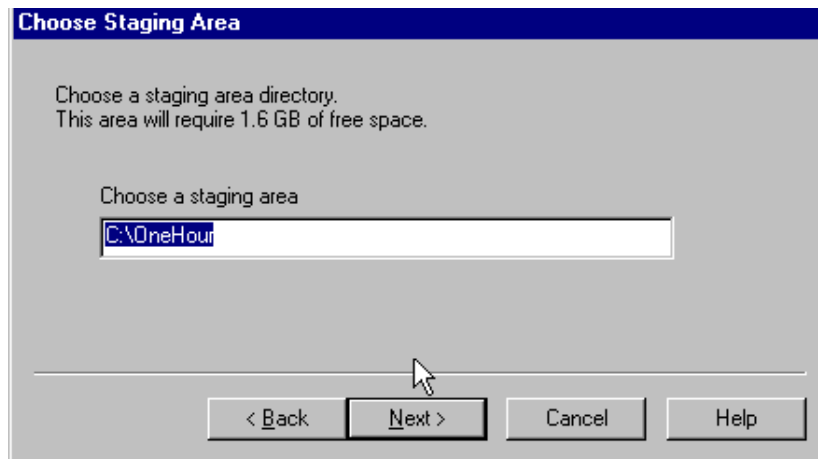 Choose Staging Area
Choose a staging area directory.
This area will require 1.6 GB of free space.
Choose a staging area
C:\OneHour
< Back Next > Cancel Help